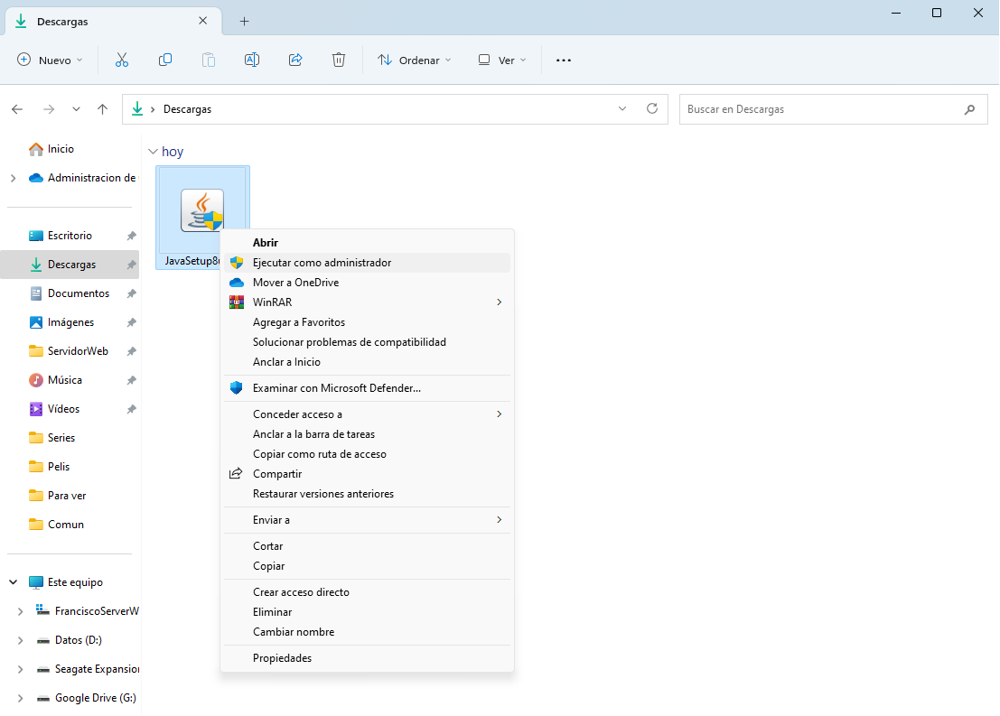 Descargas
Nuevo
Ordenar
Ver
Descargas
Buscar en Descargas
Inicio
Administracion de
Escritorio
Descargas
Documentos
Imágenes
ServidorWeb
Música
Vídeos
Series
Pelis
Para ver
Comun
Este equipo
FranciscoServerW
Datos (D:)
Seagate Expansion
Google Drive (G:)
hoy
JavaSetup8
Abrir
Ejecutar como administrador
Mover a OneDrive
WinRAR
Agregar a Favoritos
Solucionar problemas de compatibilidad
Anclar a Inicio
Examinar con Microsoft Defender...
Conceder acceso a
Anclar a la barra de tareas
Copiar como ruta de acceso
Compartir
Restaurar versiones anteriores
Enviar a
Cortar
Copiar
Crear acceso directo
Eliminar
Cambiar nombre
Propiedades